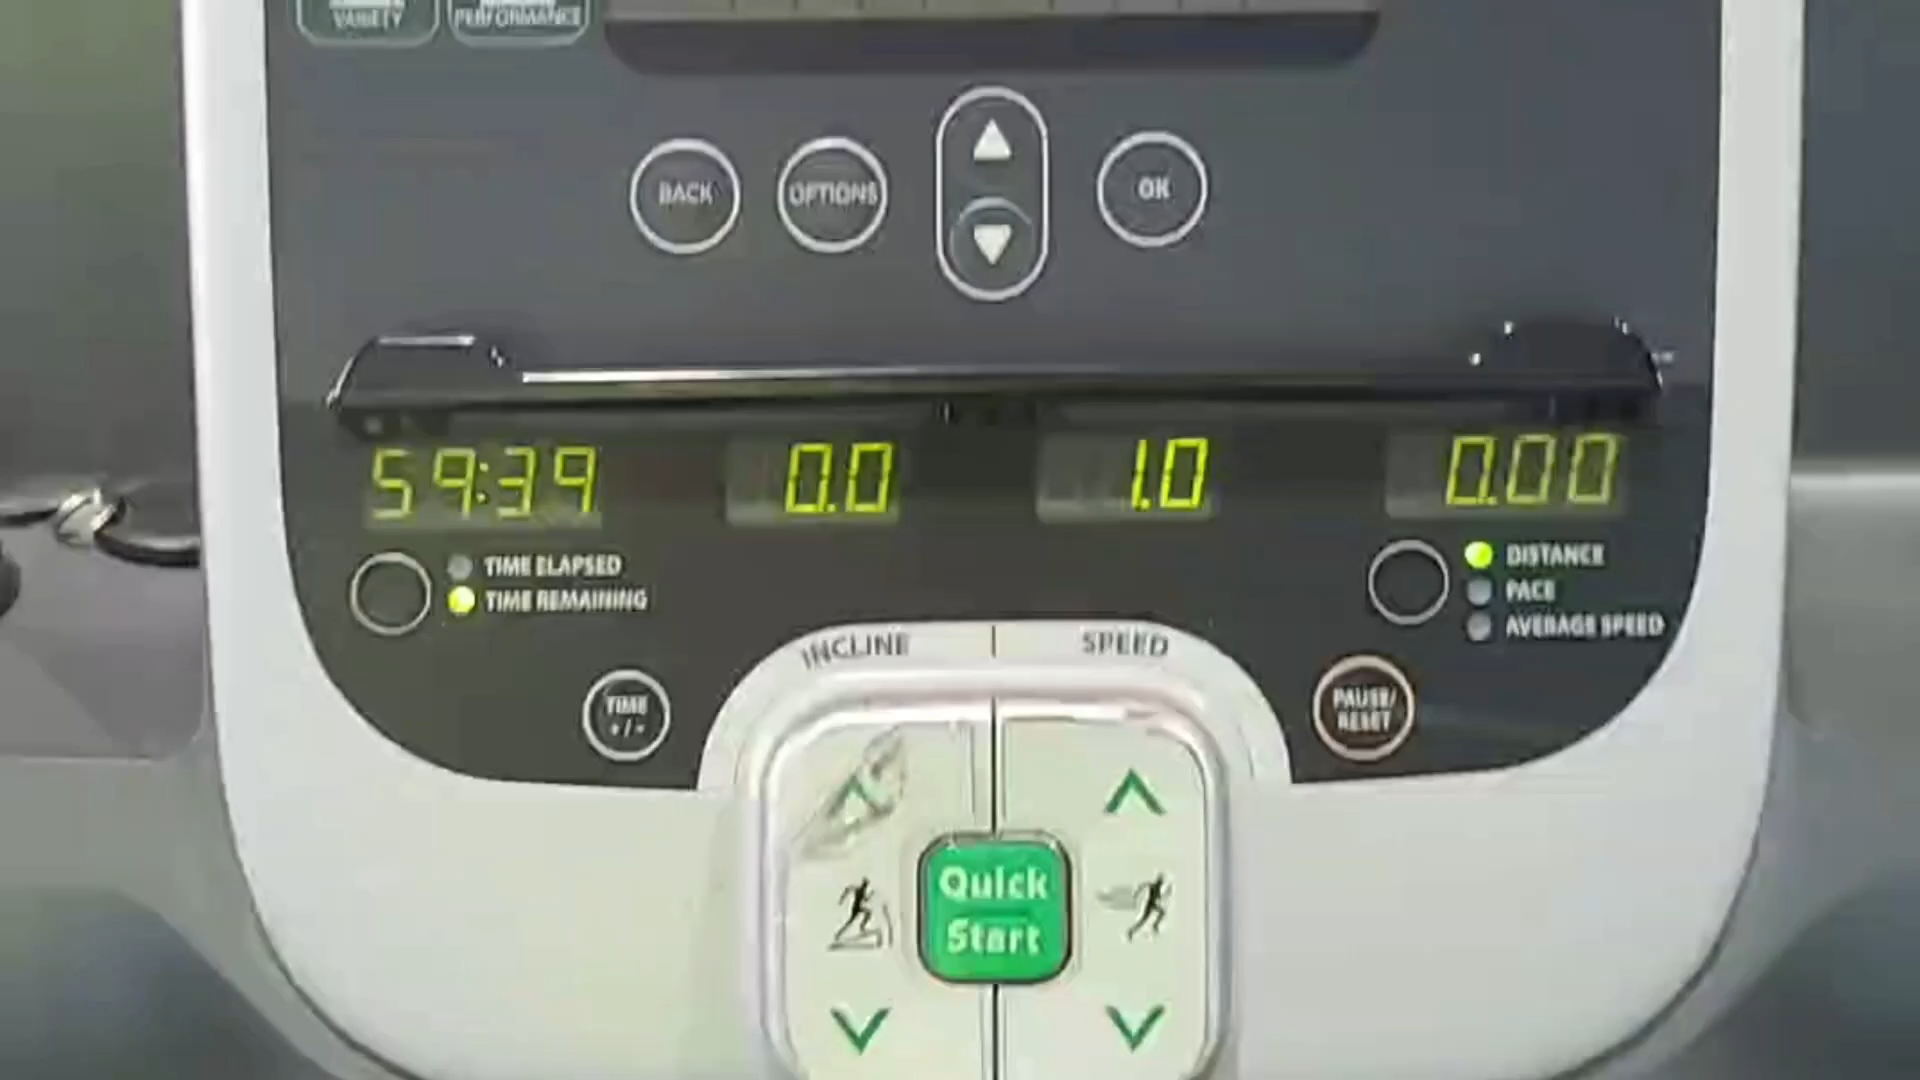 VARIETY
PERFORMANCE
BACK
OPTIONS
OK
59:39
0.0
1.0
0.00
TIME ELAPSED
TIME REMAINING
DISTANCE
PACE
AVERAGE SPEED
INCLINE
SPEED
TIME
+/-
PAUSE/
RESET
Quick
Start